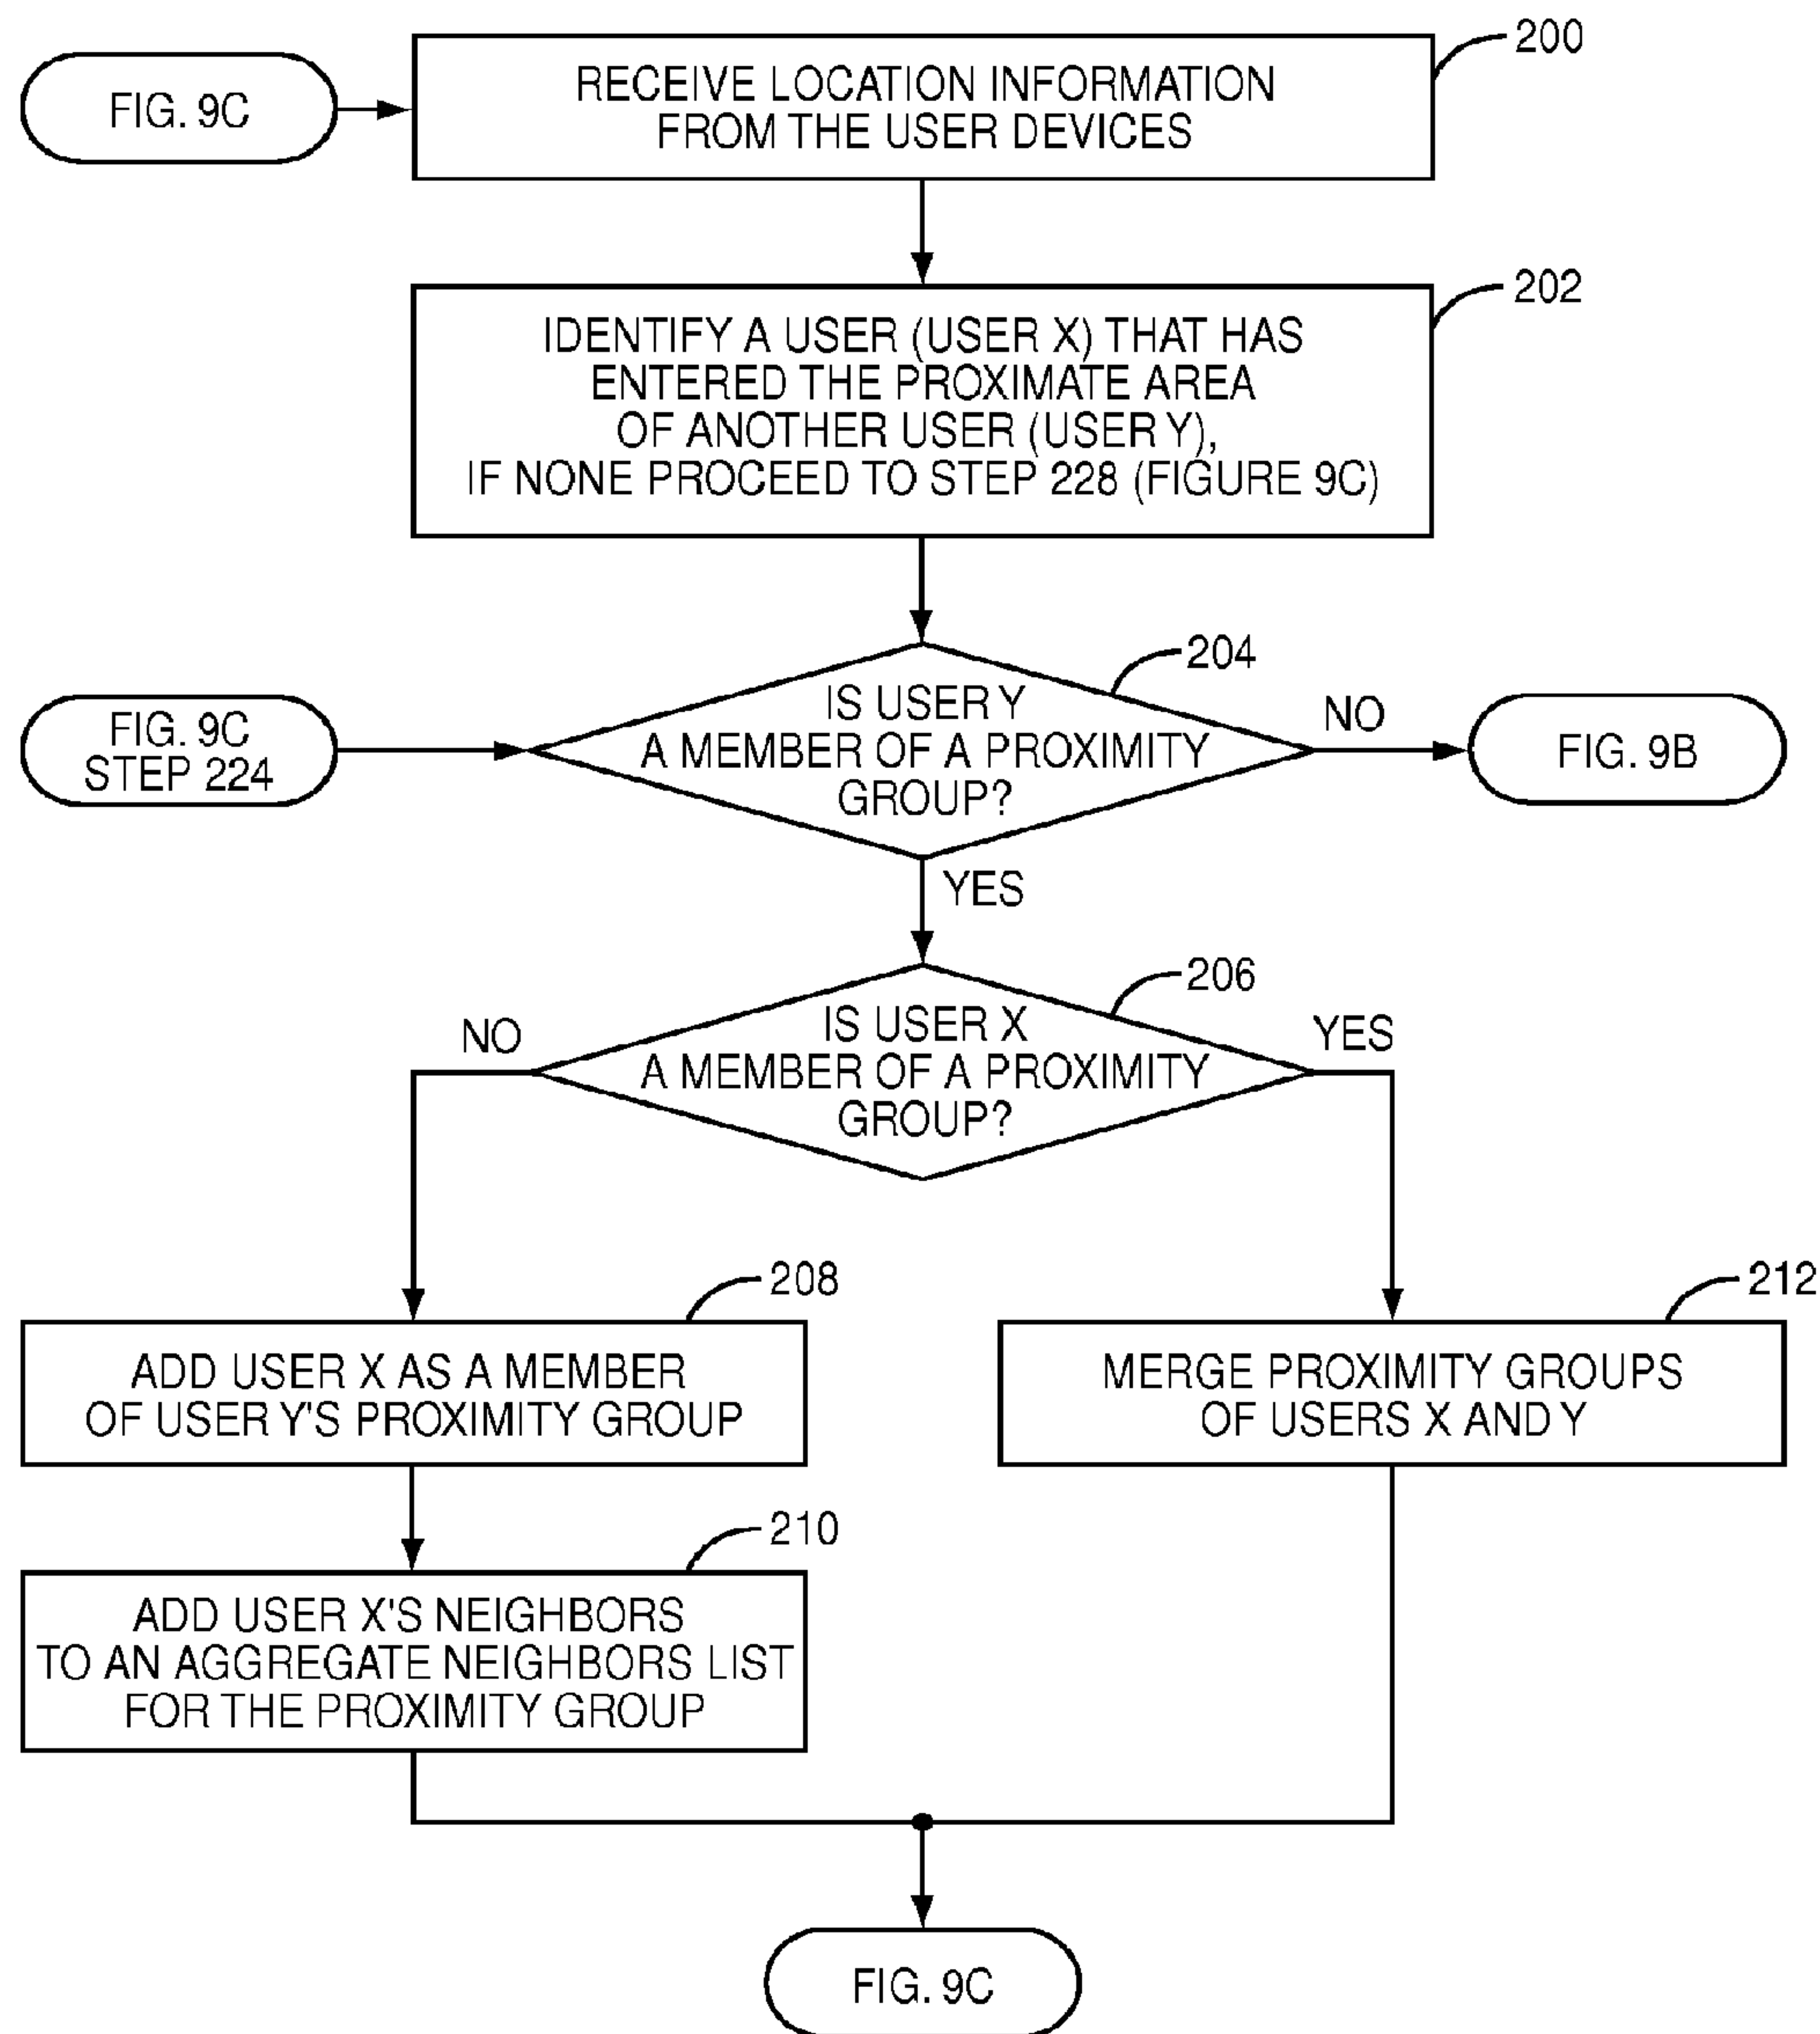 FIG. 9C
200
RECEIVE LOCATION INFORMATION
FROM THE USER DEVICES
202
IDENTIFY A USER (USER X) THAT HAS
ENTERED THE PROXIMATE AREA
OF ANOTHER USER (USER Y),
IF NONE PROCEED TO STEP 228 (FIGURE 9C)
FIG. 9C
STEP 224
204
IS USER Y
A MEMBER OF A PROXIMITY
GROUP?
NO
FIG. 9B
YES
206
IS USER X
A MEMBER OF A PROXIMITY
GROUP?
NO
YES
208
ADD USER X AS A MEMBER
OF USER Y'S PROXIMITY GROUP
212
MERGE PROXIMITY GROUPS
OF USERS X AND Y
210
ADD USER X'S NEIGHBORS
TO AN AGGREGATE NEIGHBORS LIST
FOR THE PROXIMITY GROUP
FIG. 9C